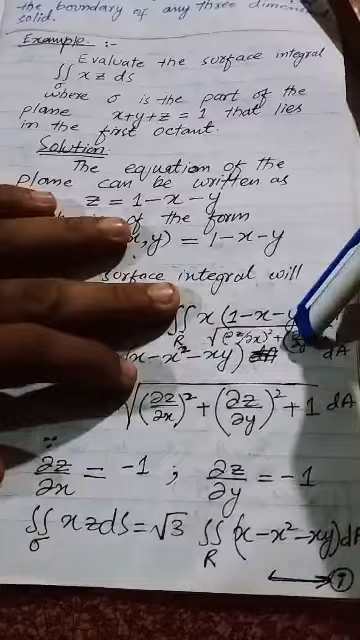 the boundary of any three dimen
solid.
Example :-
Evaluate the surface integral
∬σ xz ds
where σ is the part of the
plane x+y+z=1 that lies
in the first octant.
Solution
The equation of the
plane can be written as
z = 1-x-y
of the form
x,y) = 1-x-y
surface integral will
∬R x(1-x-y
x-x²-xy) dA
√((∂z/∂x)² + (∂z/∂y)² + 1) dA
∂z/∂x = -1 ; ∂z/∂y = -1
∬σ xzds = √3 ∬R (x-x²-xy)dA